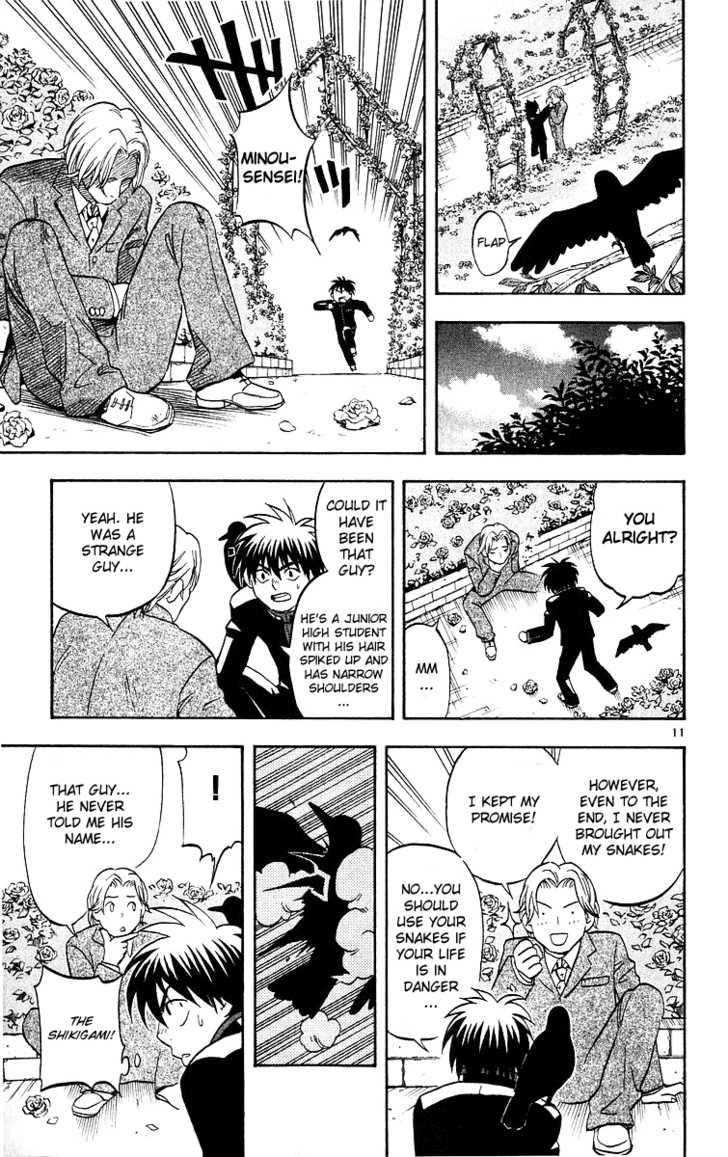 FLAP
MINOU-
SENSEI!
YOU
ALRIGHT?
MM
...
COULD IT
HAVE
BEEN
THAT
GUY?
HE'S A JUNIOR
HIGH STUDENT
WITH HIS HAIR
SPIKED UP AND
HAS NARROW
SHOULDERS
...
YEAH. HE
WAS A
STRANGE
GUY...
11
HOWEVER,
EVEN TO THE
END, I NEVER
BROUGHT OUT
MY SNAKES!
I KEPT MY
PROMISE!
NO...YOU
SHOULD
USE YOUR
SNAKES IF
YOUR LIFE
IS IN
DANGER
...
!
THAT GUY...
HE NEVER
TOLD ME HIS
NAME...
THE
SHIKIGAMI!